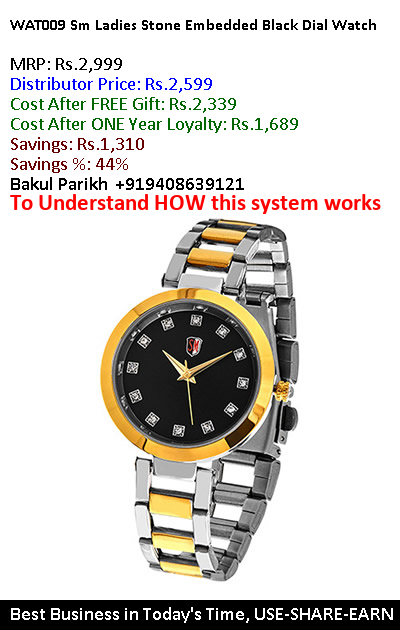 WAT009 Sm Ladies Stone Embedded Black Dial Watch
MRP: Rs.2,999
Distributor Price: Rs.2,599
Cost After FREE Gift: Rs.2,339
Cost After ONE Year Loyalty: Rs.1,689
Savings: Rs.1,310
Savings %: 44%
Bakul Parikh +919408639121
To Understand HOW this system works
SM
Best Business in Today's Time, USE-SHARE-EARN